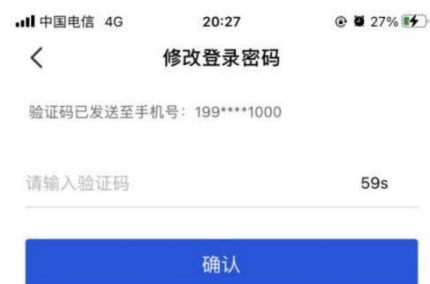 中国电信 4G 20:27 27%
修改登录密码
验证码已发送至手机号：199****1000
请输入验证码 59s
确认